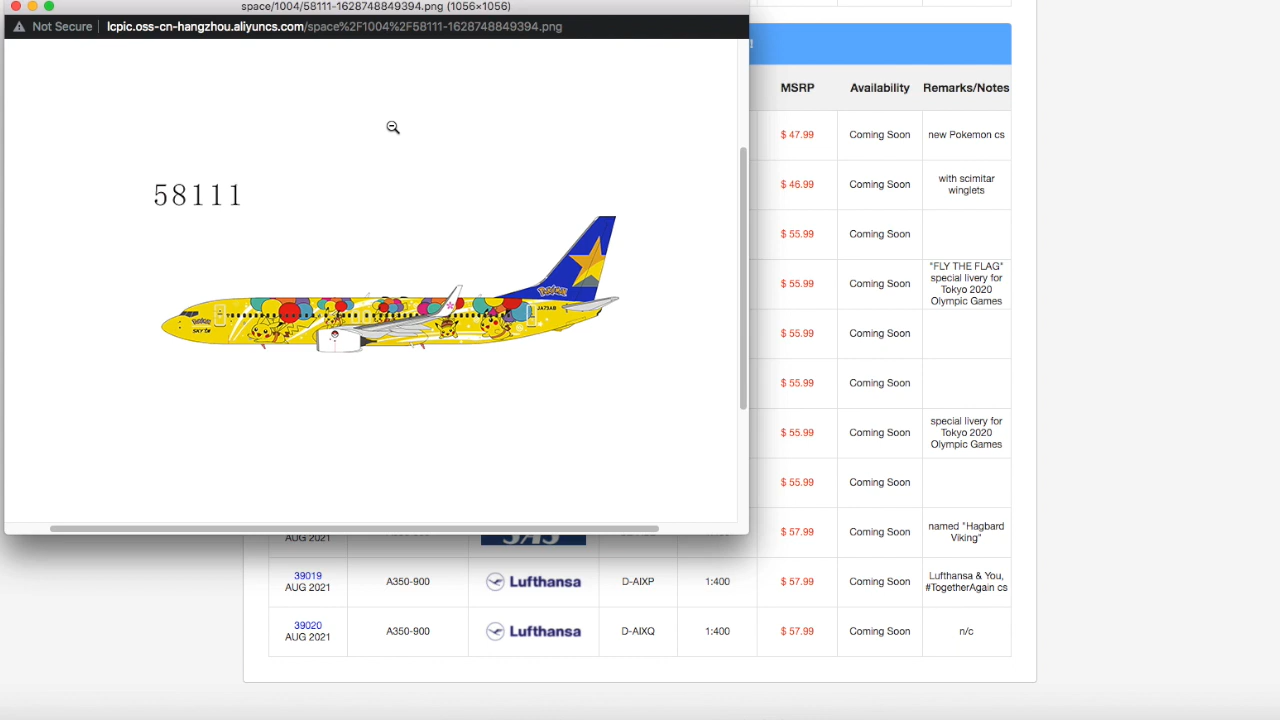 space/1004/58111-1628748849394.png (1056×1056)
Not Secure | lcpic.oss-cn-hangzhou.aliyuncs.com/space%2F1004%2F58111-1628748849394.png
58111
Pokémon
JA73AB
Pokémon
SKY
MSRP Availability Remarks/Notes
$ 47.99 Coming Soon new Pokemon cs
$ 46.99 Coming Soon with scimitar
winglets
$ 55.99 Coming Soon
$ 55.99 Coming Soon "FLY THE FLAG"
special livery for
Tokyo 2020
Olympic Games
$ 55.99 Coming Soon
$ 55.99 Coming Soon
$ 55.99 Coming Soon special livery for
Tokyo 2020
Olympic Games
$ 55.99 Coming Soon
AUG 2021 SAS $ 57.99 Coming Soon named "Hagbard
Viking"
39019
AUG 2021 A350-900 Lufthansa D-AIXP 1:400 $ 57.99 Coming Soon Lufthansa & You,
#TogetherAgain cs
39020
AUG 2021 A350-900 Lufthansa D-AIXQ 1:400 $ 57.99 Coming Soon n/c